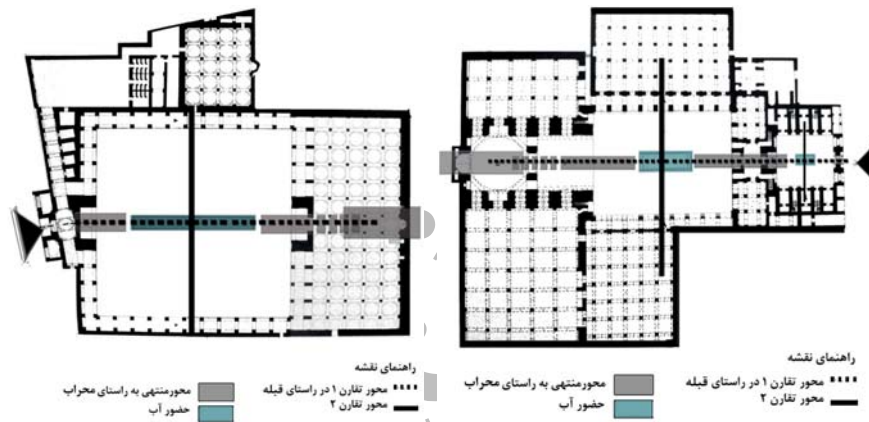 راهنمای نقشه
محور تقارن ۱ در راستای قبله
محورمنتهی به راستای محراب
محور تقارن ۲
حضور آب
راهنمای نقشه
محور تقارن ۱ در راستای قبله
محورمنتهی به راستای محراب
محور تقارن ۲
حضور آب